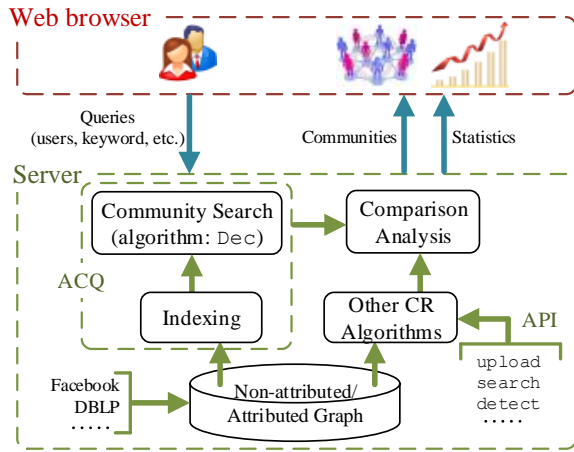 Web browser
Queries
(users, keyword, etc.)
Communities
Statistics
Server
Community Search
(algorithm: Dec)
Comparison
Analysis
ACQ
Indexing
Other CR
Algorithms
API
upload
search
detect
.....
Facebook
DBLP
.....
Non-attributed/
Attributed Graph